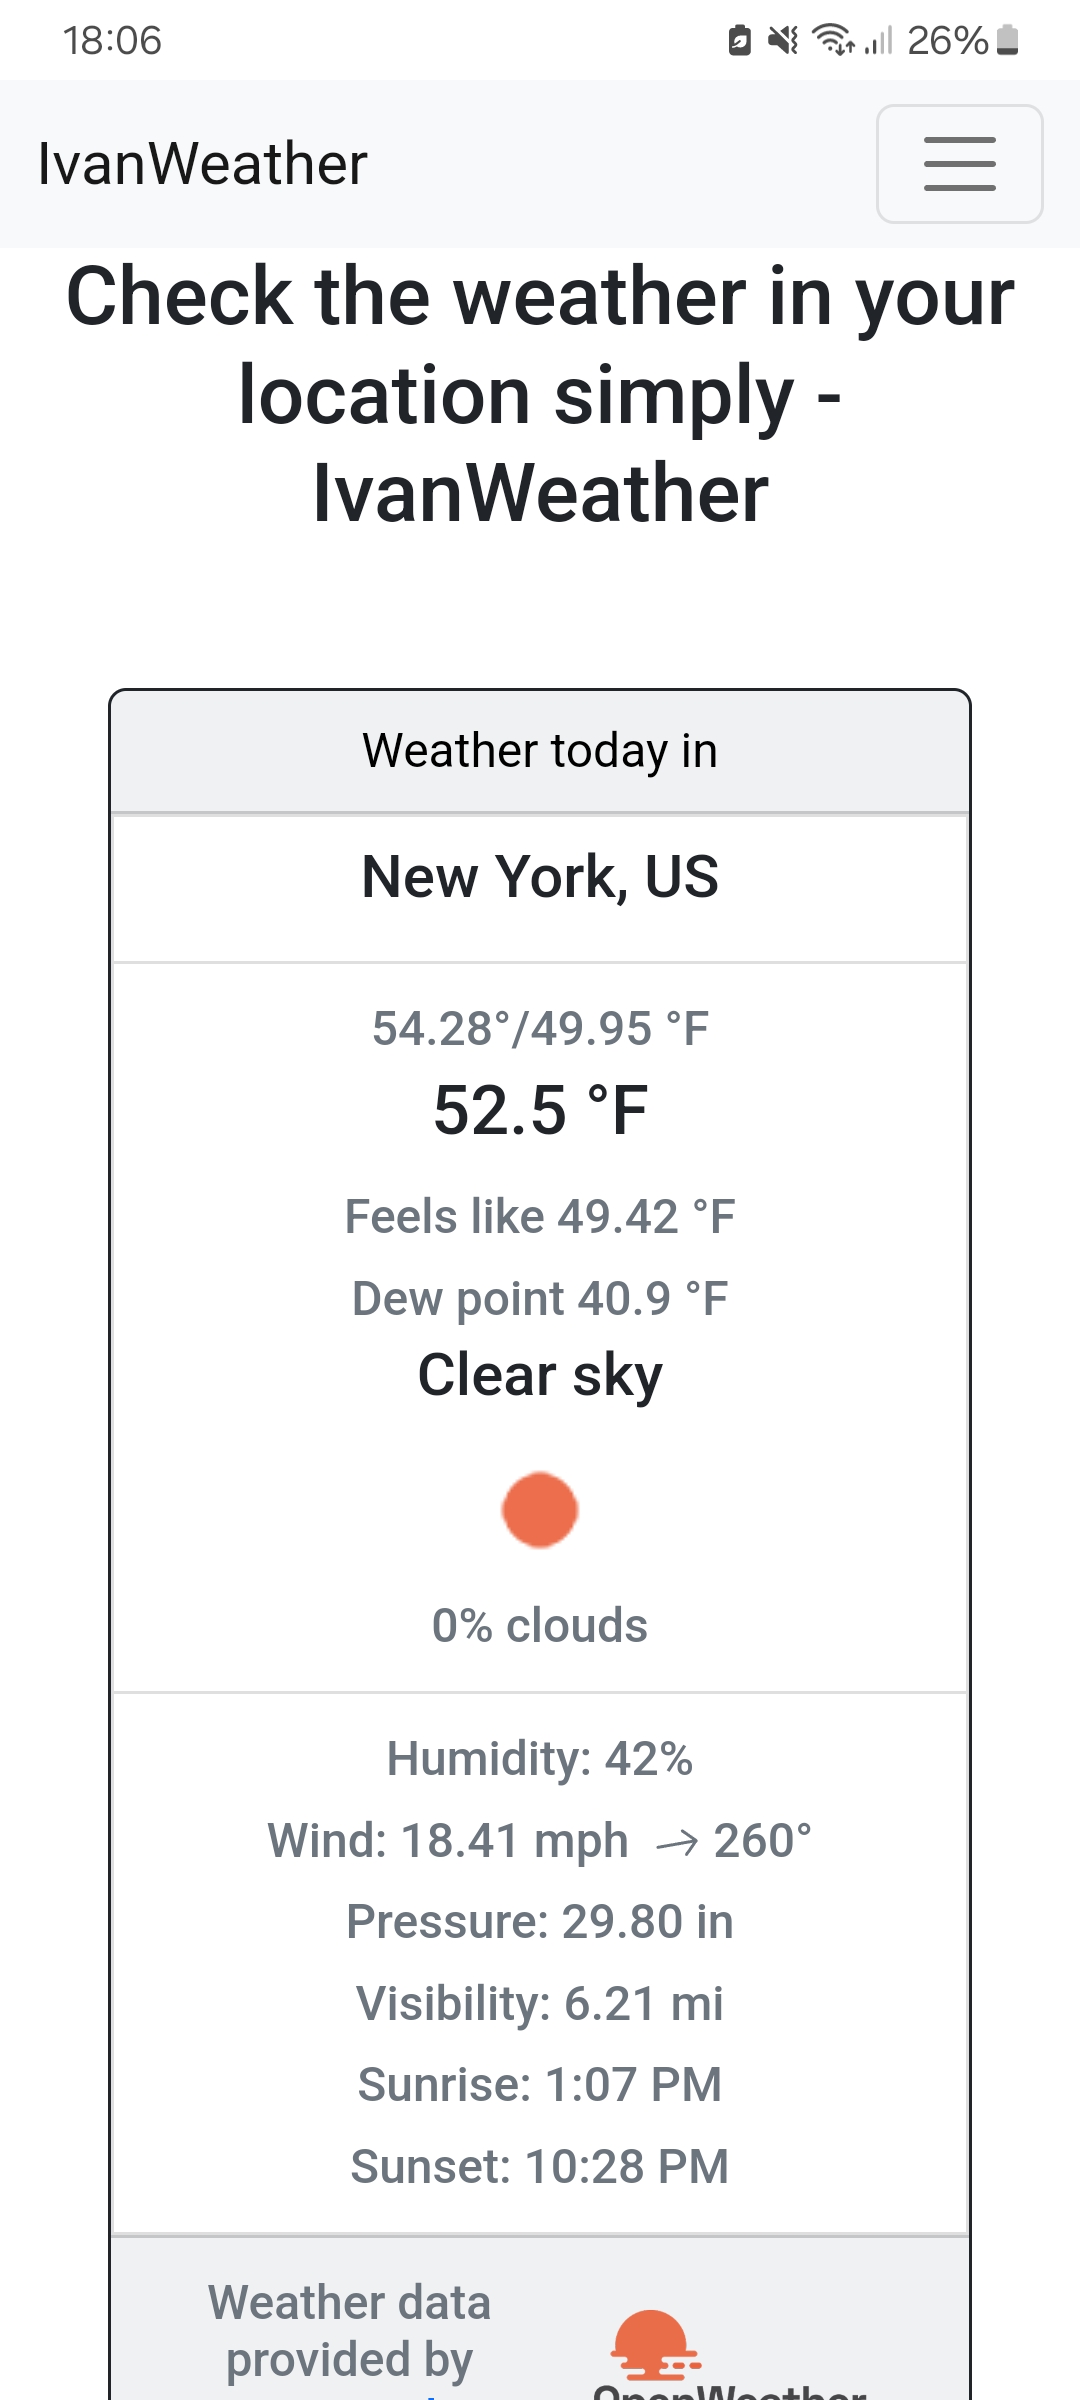 18:06
26%
IvanWeather
Check the weather in your
location simply -
IvanWeather
Weather today in
New York, US
54.28°/49.95 °F
52.5 °F
Feels like 49.42 °F
Dew point 40.9 °F
Clear sky
0% clouds
Humidity: 42%
Wind: 18.41 mph → 260°
Pressure: 29.80 in
Visibility: 6.21 mi
Sunrise: 1:07 PM
Sunset: 10:28 PM
Weather data
provided by
OpenWeather